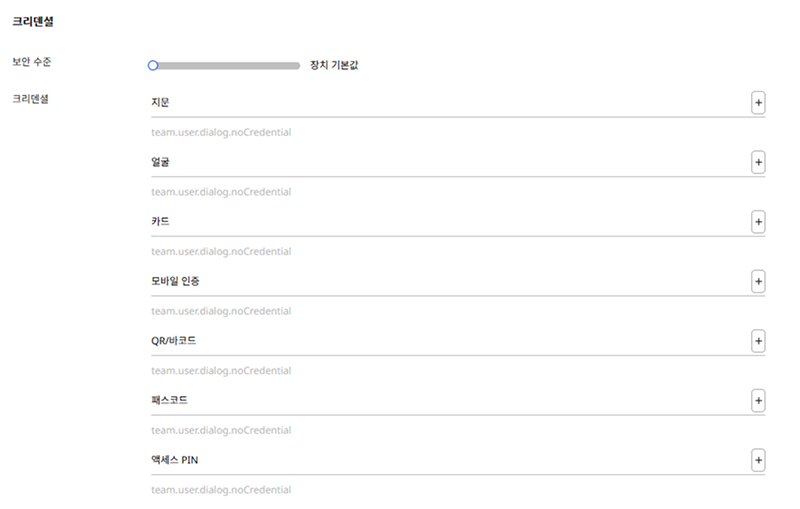 크리덴셜
보안 수준
장치 기본값
크리덴셜
지문 +
team.user.dialog.noCredential
얼굴 +
team.user.dialog.noCredential
카드 +
team.user.dialog.noCredential
모바일 인증 +
team.user.dialog.noCredential
QR/바코드 +
team.user.dialog.noCredential
패스코드 +
team.user.dialog.noCredential
액세스 PIN +
team.user.dialog.noCredential